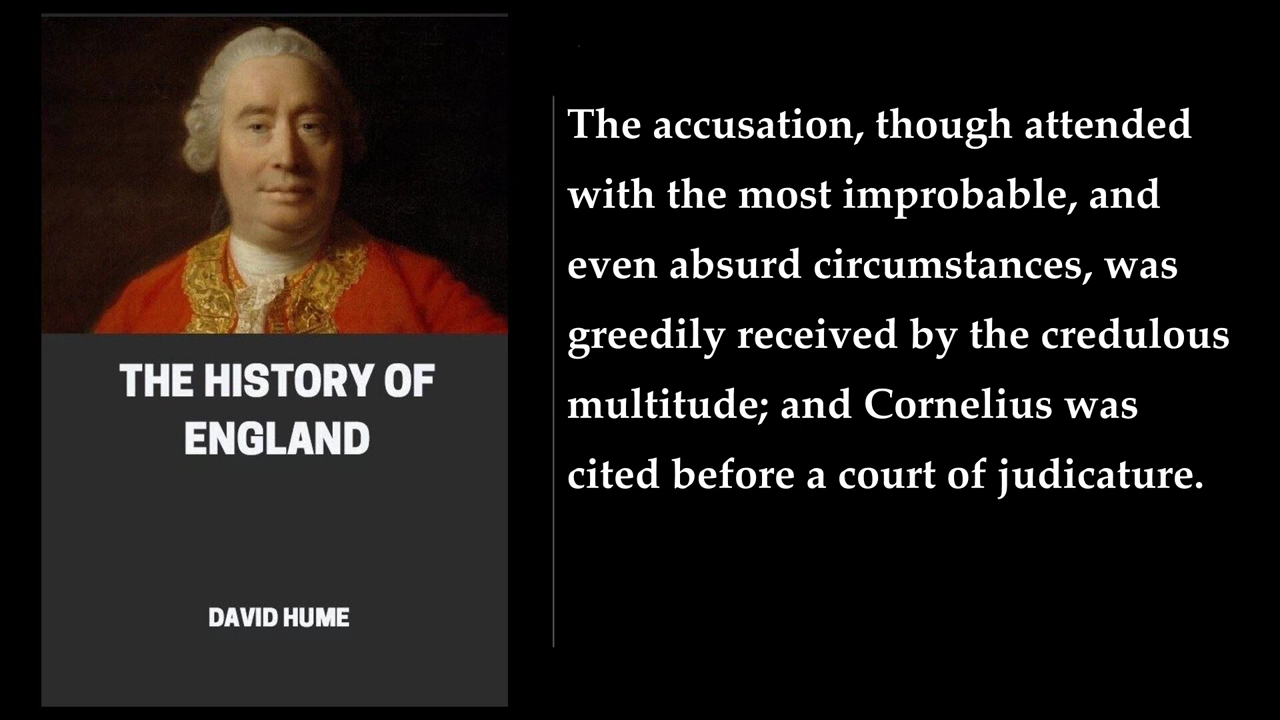 THE HISTORY OF
ENGLAND
DAVID HUME
The accusation, though attended
with the most improbable, and
even absurd circumstances, was
greedily received by the credulous
multitude; and Cornelius was
cited before a court of judicature.